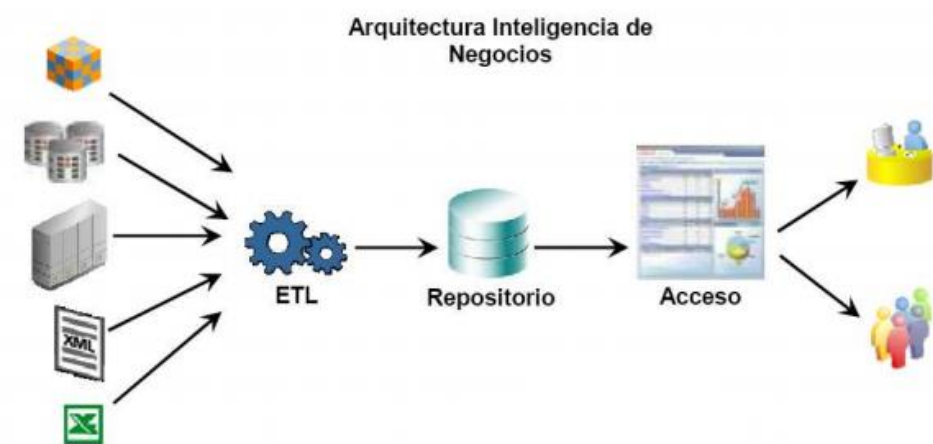 Arquitectura Inteligencia de
Negocios
XML
ETL
Repositorio
Acceso